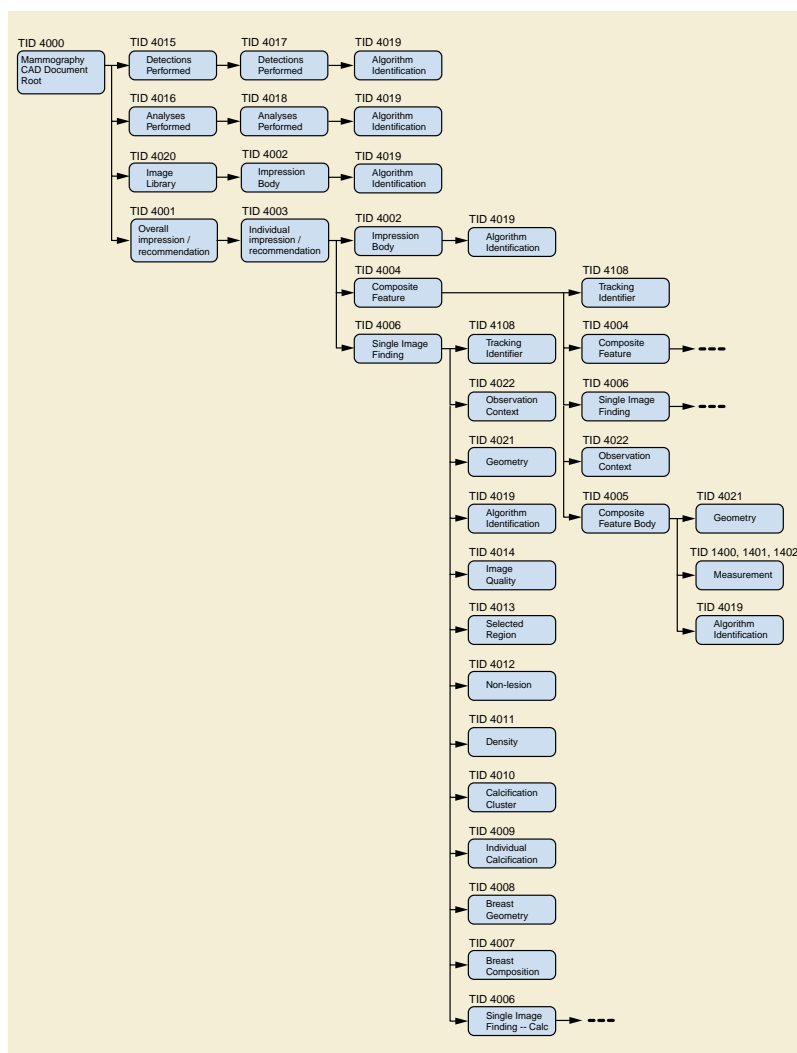 TID 4000
Mammography
CAD Document
Root
TID 4015
Detections
Performed
TID 4017
Detections
Performed
TID 4019
Algorithm
Identification
TID 4016
Analyses
Performed
TID 4018
Analyses
Performed
TID 4019
Algorithm
Identification
TID 4020
Image
Library
TID 4002
Impression
Body
TID 4019
Algorithm
Identification
TID 4001
Overall
impression /
recommendation
TID 4003
Individual
impression /
recommendation
TID 4002
Impression
Body
TID 4019
Algorithm
Identification
TID 4004
Composite
Feature
TID 4108
Tracking
Identifier
TID 4006
Single Image
Finding
TID 4108
Tracking
Identifier
TID 4004
Composite
Feature
TID 4022
Observation
Context
TID 4006
Single Image
Finding
TID 4021
Geometry
TID 4022
Observation
Context
TID 4019
Algorithm
Identification
TID 4005
Composite
Feature Body
TID 4021
Geometry
TID 4014
Image
Quality
TID 1400, 1401, 1402
Measurement
TID 4013
Selected
Region
TID 4019
Algorithm
Identification
TID 4012
Non-lesion
TID 4011
Density
TID 4010
Calcification
Cluster
TID 4009
Individual
Calcification
TID 4008
Breast
Geometry
TID 4007
Breast
Composition
TID 4006
Single Image
Finding -- Calc